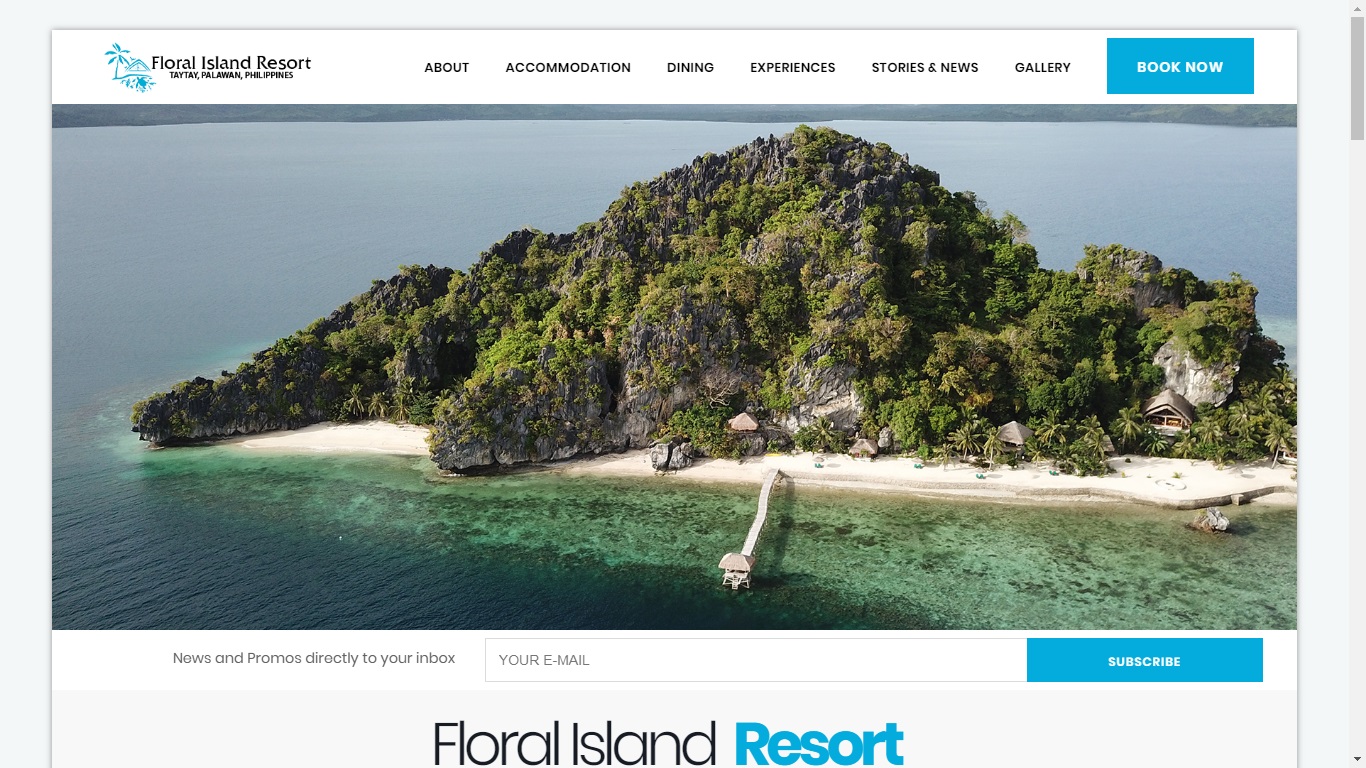 Floral Island Resort
TAYTAY, PALAWAN, PHILIPPINES
ABOUT
ACCOMMODATION
DINING
EXPERIENCES
STORIES & NEWS
GALLERY
BOOK NOW
News and Promos directly to your inbox
YOUR E-MAIL
SUBSCRIBE
Floral Island Resort